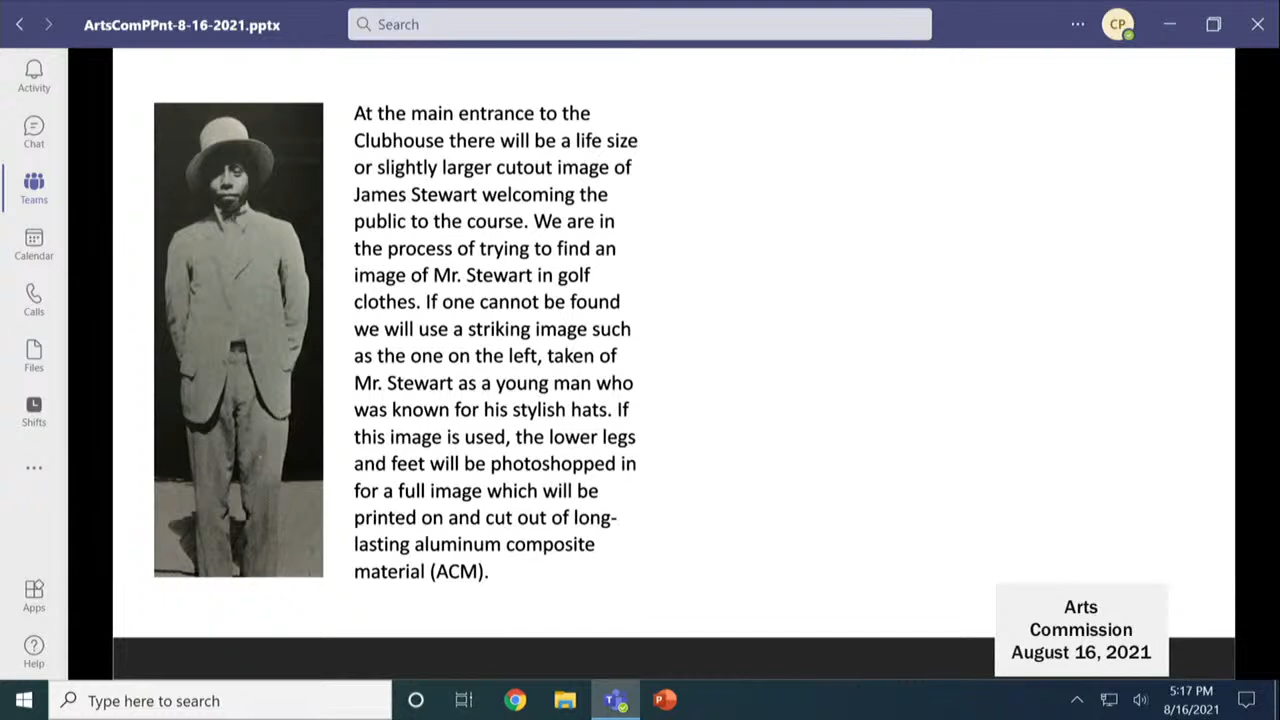 ArtsComPPnt-8-16-2021.pptx
Search
CP
Activity
Chat
Teams
Calendar
Calls
Files
Shifts
Apps
Help
At the main entrance to the
Clubhouse there will be a life size
or slightly larger cutout image of
James Stewart welcoming the
public to the course. We are in
the process of trying to find an
image of Mr. Stewart in golf
clothes. If one cannot be found
we will use a striking image such
as the one on the left, taken of
Mr. Stewart as a young man who
was known for his stylish hats. If
this image is used, the lower legs
and feet will be photoshopped in
for a full image which will be
printed on and cut out of long-
lasting aluminum composite
material (ACM).
Arts
Commission
August 16, 2021
Type here to search
5:17 PM
8/16/2021